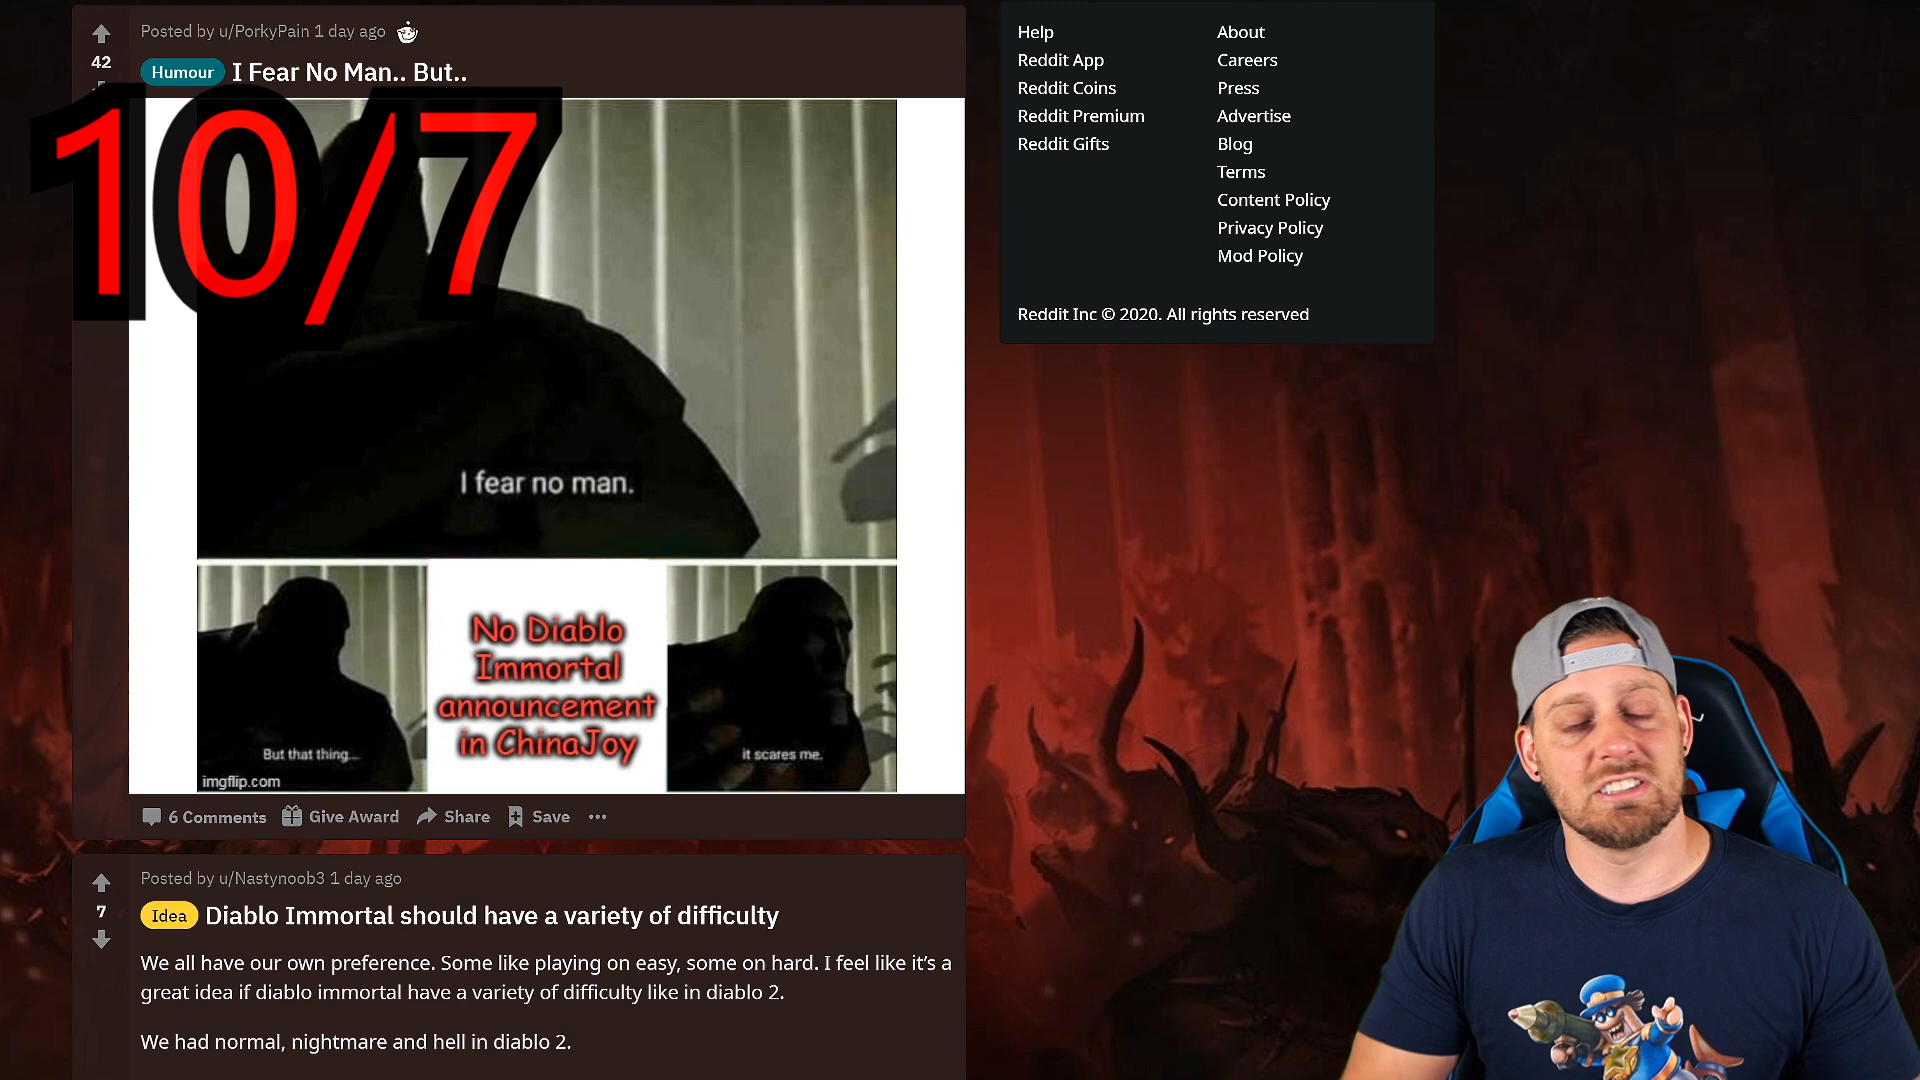 Posted by u/PorkyPain 1 day ago
42
Humour I Fear No Man.. But..
10/7
I fear no man.
But that thing...
No Diablo
Immortal
announcement
in ChinaJoy
it scares me.
imgflip.com
6 Comments Give Award Share Save
Posted by u/Nastynoob3 1 day ago
7
Idea Diablo Immortal should have a variety of difficulty
We all have our own preference. Some like playing on easy, some on hard. I feel like it's a
great idea if diablo immortal have a variety of difficulty like in diablo 2.
We had normal, nightmare and hell in diablo 2.
Help
Reddit App
Reddit Coins
Reddit Premium
Reddit Gifts
About
Careers
Press
Advertise
Blog
Terms
Content Policy
Privacy Policy
Mod Policy
Reddit Inc © 2020. All rights reserved